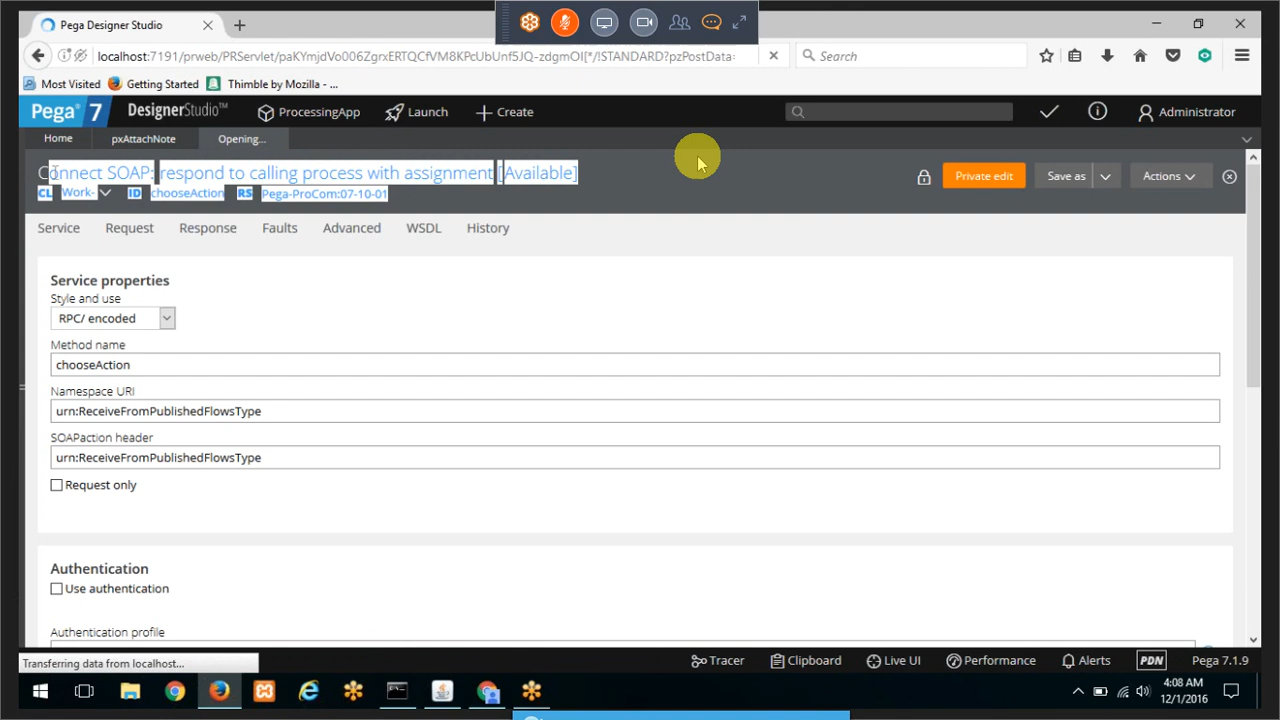 Pega Designer Studio
localhost:7191/prweb/PRServlet/paKYmjdVo006ZgrxERTQCfVM8KPcUbUnf5JQ-zdgmOI[*/!STANDARD?pzPostData=
Search
Most Visited Getting Started Thimble by Mozilla - ...
Pega 7 DesignerStudio™ ProcessingApp Launch Create Administrator
Home pxAttachNote Opening...
Connect SOAP: respond to calling process with assignment [Available]
CL Work- ID chooseAction RS Pega-ProCom:07-10-01
Private edit Save as Actions
Service Request Response Faults Advanced WSDL History
Service properties
Style and use
RPC/ encoded
Method name
chooseAction
Namespace URI
urn:ReceiveFromPublishedFlowsType
SOAPaction header
urn:ReceiveFromPublishedFlowsType
Request only
Authentication
Use authentication
Authentication profile
Transferring data from localhost...
Tracer Clipboard Live UI Performance Alerts PDN Pega 7.1.9
4:08 AM
12/1/2016